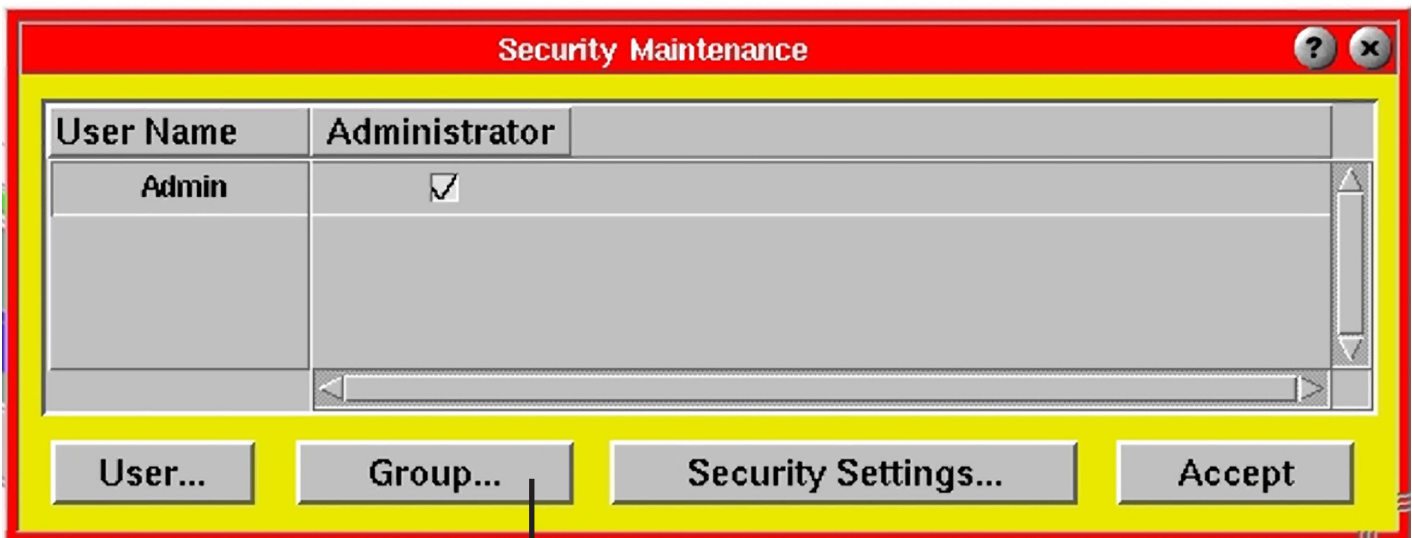 Security Maintenance ? x
User Name Administrator
Admin
User... Group... Security Settings... Accept